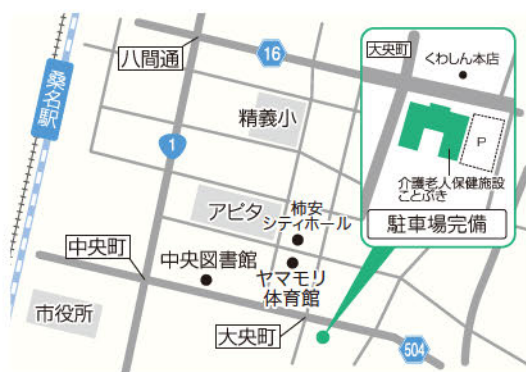 八間通
16
大央町
くわしん本店
桑名駅
精義小
P
1
介護老人保健施設
ことぶき
駐車場完備
アピタ
柿安
シティホール
中央町
中央図書館
ヤマモリ
体育館
市役所
大央町
504